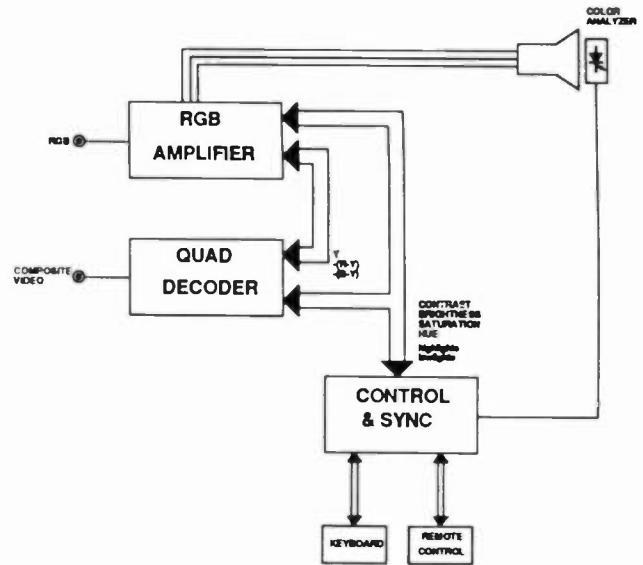 COLOR
ANALYZER
RGB
AMPLIFIER
RGB
QUAD
DECODER
COMPOSITE
VIDEO
Y
-(R-Y)
-(B-Y)
CONTRAST
BRIGHTNESS
SATURATION
HUE
highlights
lowlights
CONTROL
& SYNC
KEYBOARD
REMOTE
CONTROL